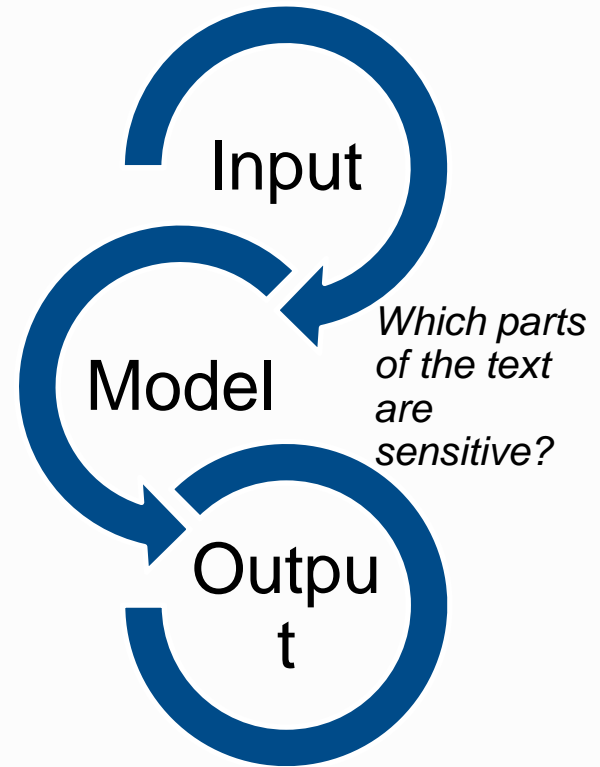 Input
Which parts
of the text
are
sensitive?
Model
Outpu
t